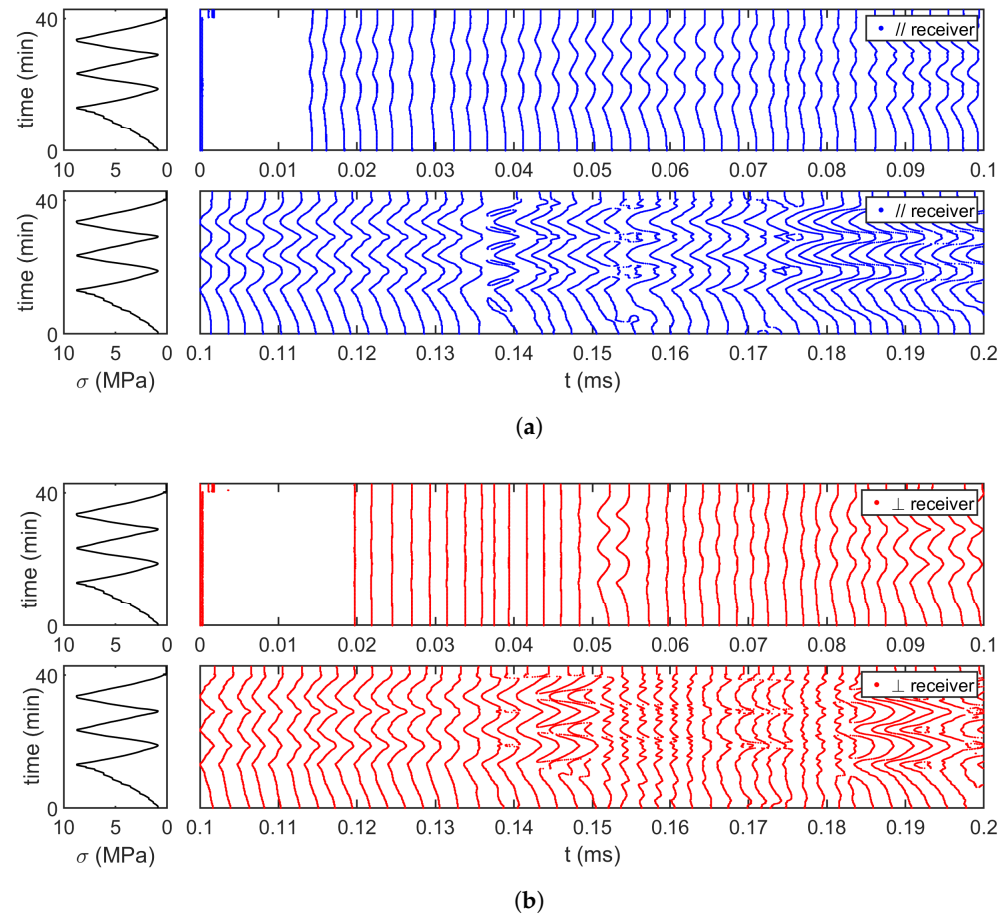 time (min)
40
0
10 5 0
// receiver
0 0.01 0.02 0.03 0.04 0.05 0.06 0.07 0.08 0.09 0.1
time (min)
40
0
10 5 0
σ (MPa)
// receiver
0.1 0.11 0.12 0.13 0.14 0.15 0.16 0.17 0.18 0.19 0.2
t (ms)
(a)
time (min)
40
0
10 5 0
⊥ receiver
0 0.01 0.02 0.03 0.04 0.05 0.06 0.07 0.08 0.09 0.1
time (min)
40
0
10 5 0
σ (MPa)
⊥ receiver
0.1 0.11 0.12 0.13 0.14 0.15 0.16 0.17 0.18 0.19 0.2
t (ms)
(b)